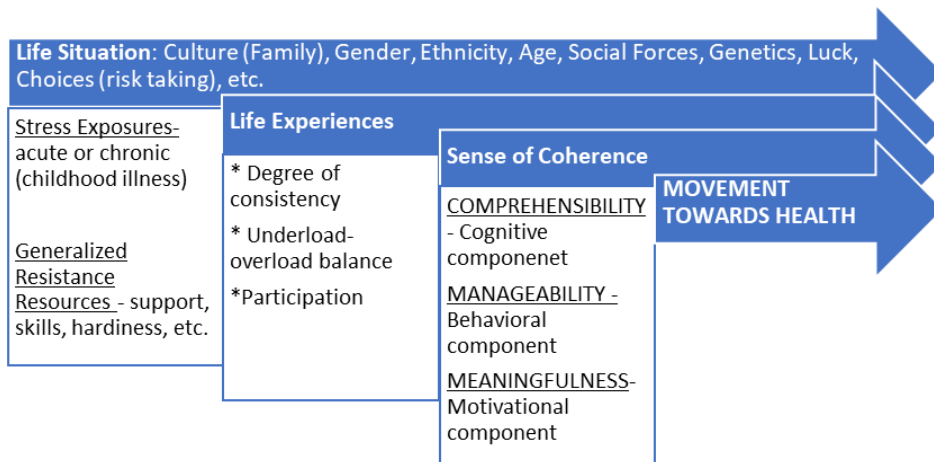 Life Situation: Culture (Family), Gender, Ethnicity, Age, Social Forces, Genetics, Luck,
Choices (risk taking), etc.
Stress Exposures-
acute or chronic
(childhood illness)
Generalized
Resistance
Resources - support,
skills, hardiness, etc.
Life Experiences
* Degree of
consistency
* Underload-
overload balance
*Participation
Sense of Coherence
COMPREHENSIBILITY
- Cognitive
componenet
MANAGEABILITY -
Behavioral
component
MEANINGFULNESS-
Motivational
component
MOVEMENT
TOWARDS HEALTH